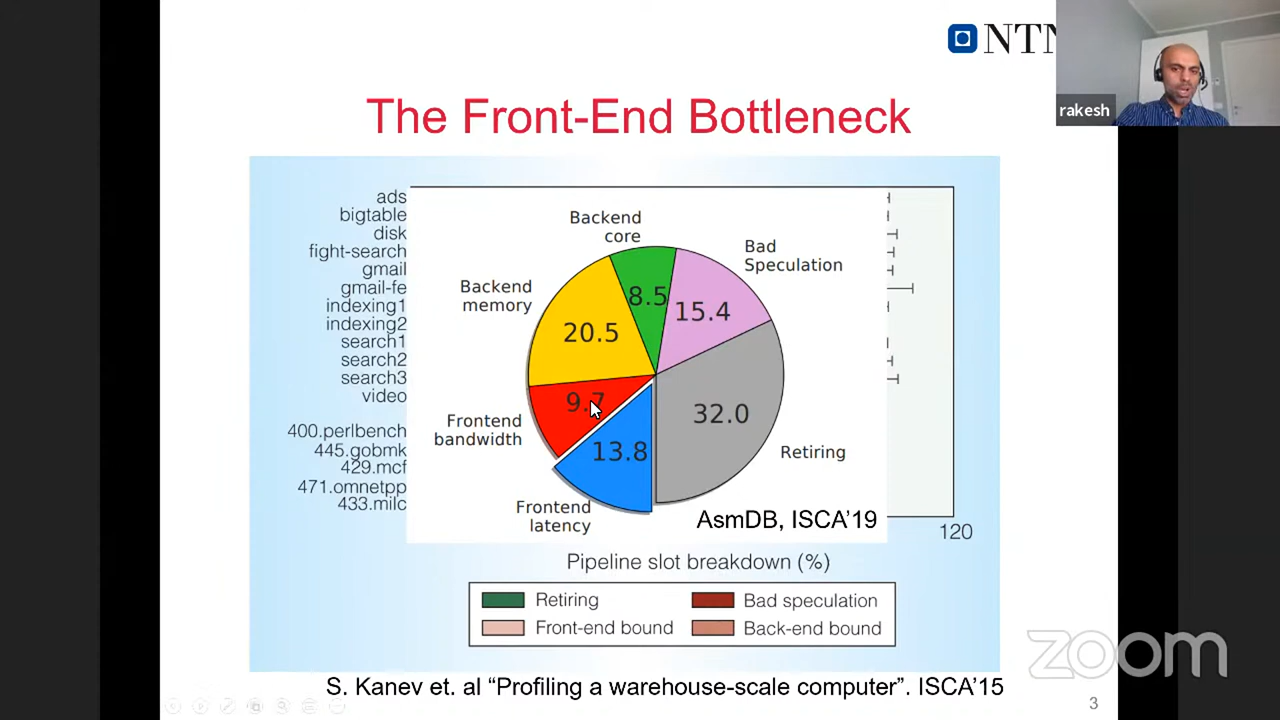 NTN
rakesh
The Front-End Bottleneck
ads
bigtable
disk
fight-search
gmail
gmail-fe
indexing1
indexing2
search1
search2
search3
video
400.perlbench
445.gobmk
429.mcf
471.omnetpp
433.milc
Backend
core
Bad
Speculation
Backend
memory
8.5
15.4
20.5
9.7
32.0
Frontend
bandwidth
13.8
Retiring
Frontend
latency
AsmDB, ISCA'19
120
Pipeline slot breakdown (%)
Retiring
Bad speculation
Front-end bound
Back-end bound
zoom
S. Kanev et. al “Profiling a warehouse-scale computer”. ISCA'15
3